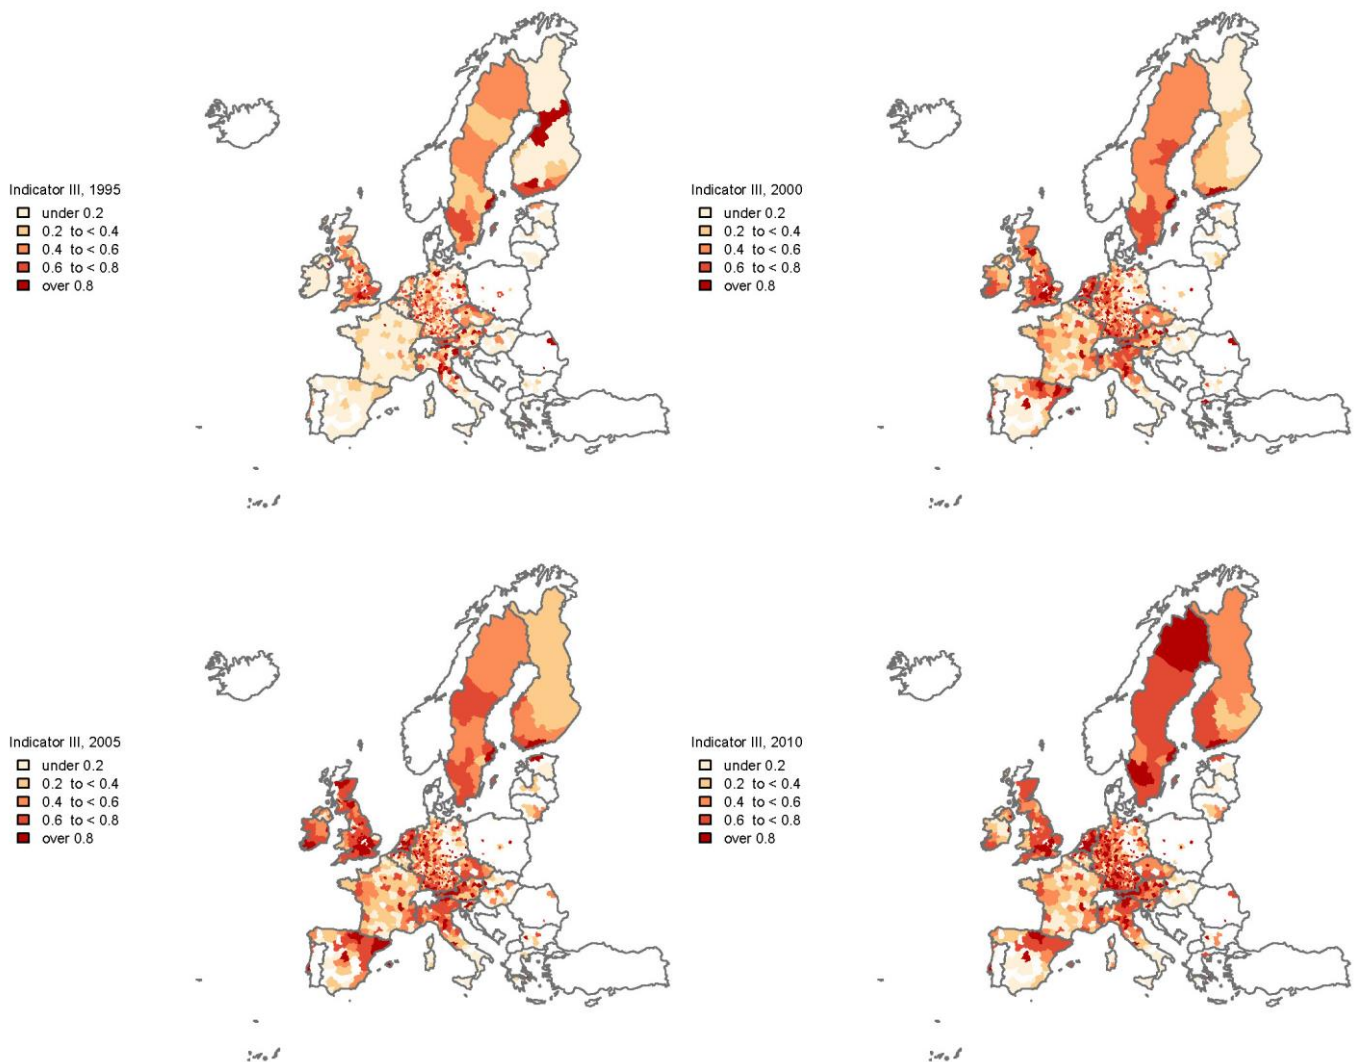 Indicator III, 1995
under 0.2
0.2 to < 0.4
0.4 to < 0.6
0.6 to < 0.8
over 0.8
Indicator III, 2000
under 0.2
0.2 to < 0.4
0.4 to < 0.6
0.6 to < 0.8
over 0.8
Indicator III, 2005
under 0.2
0.2 to < 0.4
0.4 to < 0.6
0.6 to < 0.8
over 0.8
Indicator III, 2010
under 0.2
0.2 to < 0.4
0.4 to < 0.6
0.6 to < 0.8
over 0.8